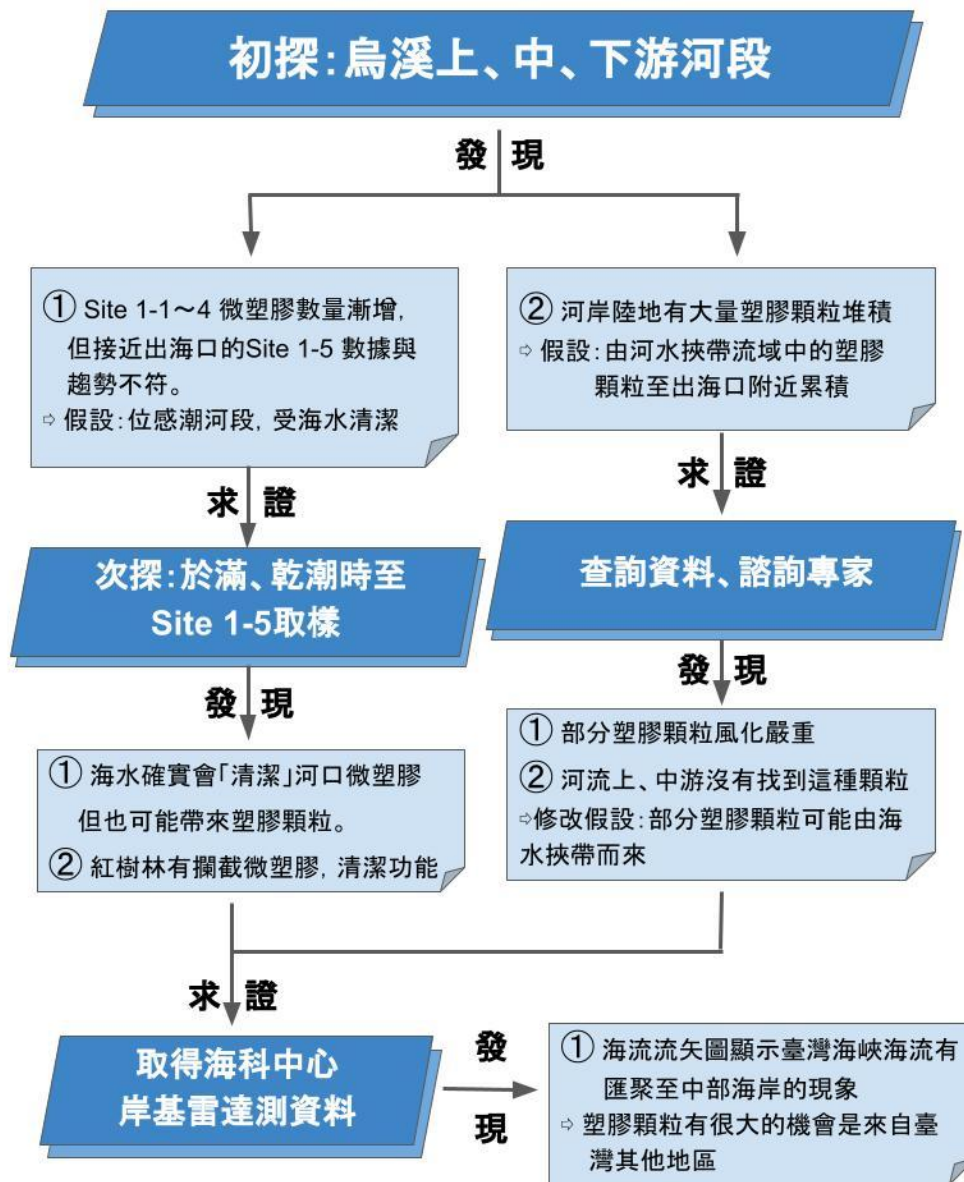 初探：烏溪上、中、下游河段
發現
① Site 1-1～4 微塑膠數量漸增,
但接近出海口的Site 1-5 數據與
趨勢不符。
⇨ 假設：位感潮河段, 受海水清潔
② 河岸陸地有大量塑膠顆粒堆積
⇨ 假設：由河水挾帶流域中的塑膠
顆粒至出海口附近累積
求證
求證
次探：於滿、乾潮時至
Site 1-5取樣
查詢資料、諮詢專家
發現
發現
① 海水確實會「清潔」河口微塑膠
但也可能帶來塑膠顆粒。
② 紅樹林有攔截微塑膠, 清潔功能
① 部分塑膠顆粒風化嚴重
② 河流上、中游沒有找到這種顆粒
⇨修改假設：部分塑膠顆粒可能由海
水挾帶而來
求證
取得海科中心
岸基雷達測資料
發
現
① 海流流矢圖顯示臺灣海峽海流有
匯聚至中部海岸的現象
⇨ 塑膠顆粒有很大的機會是來自臺
灣其他地區